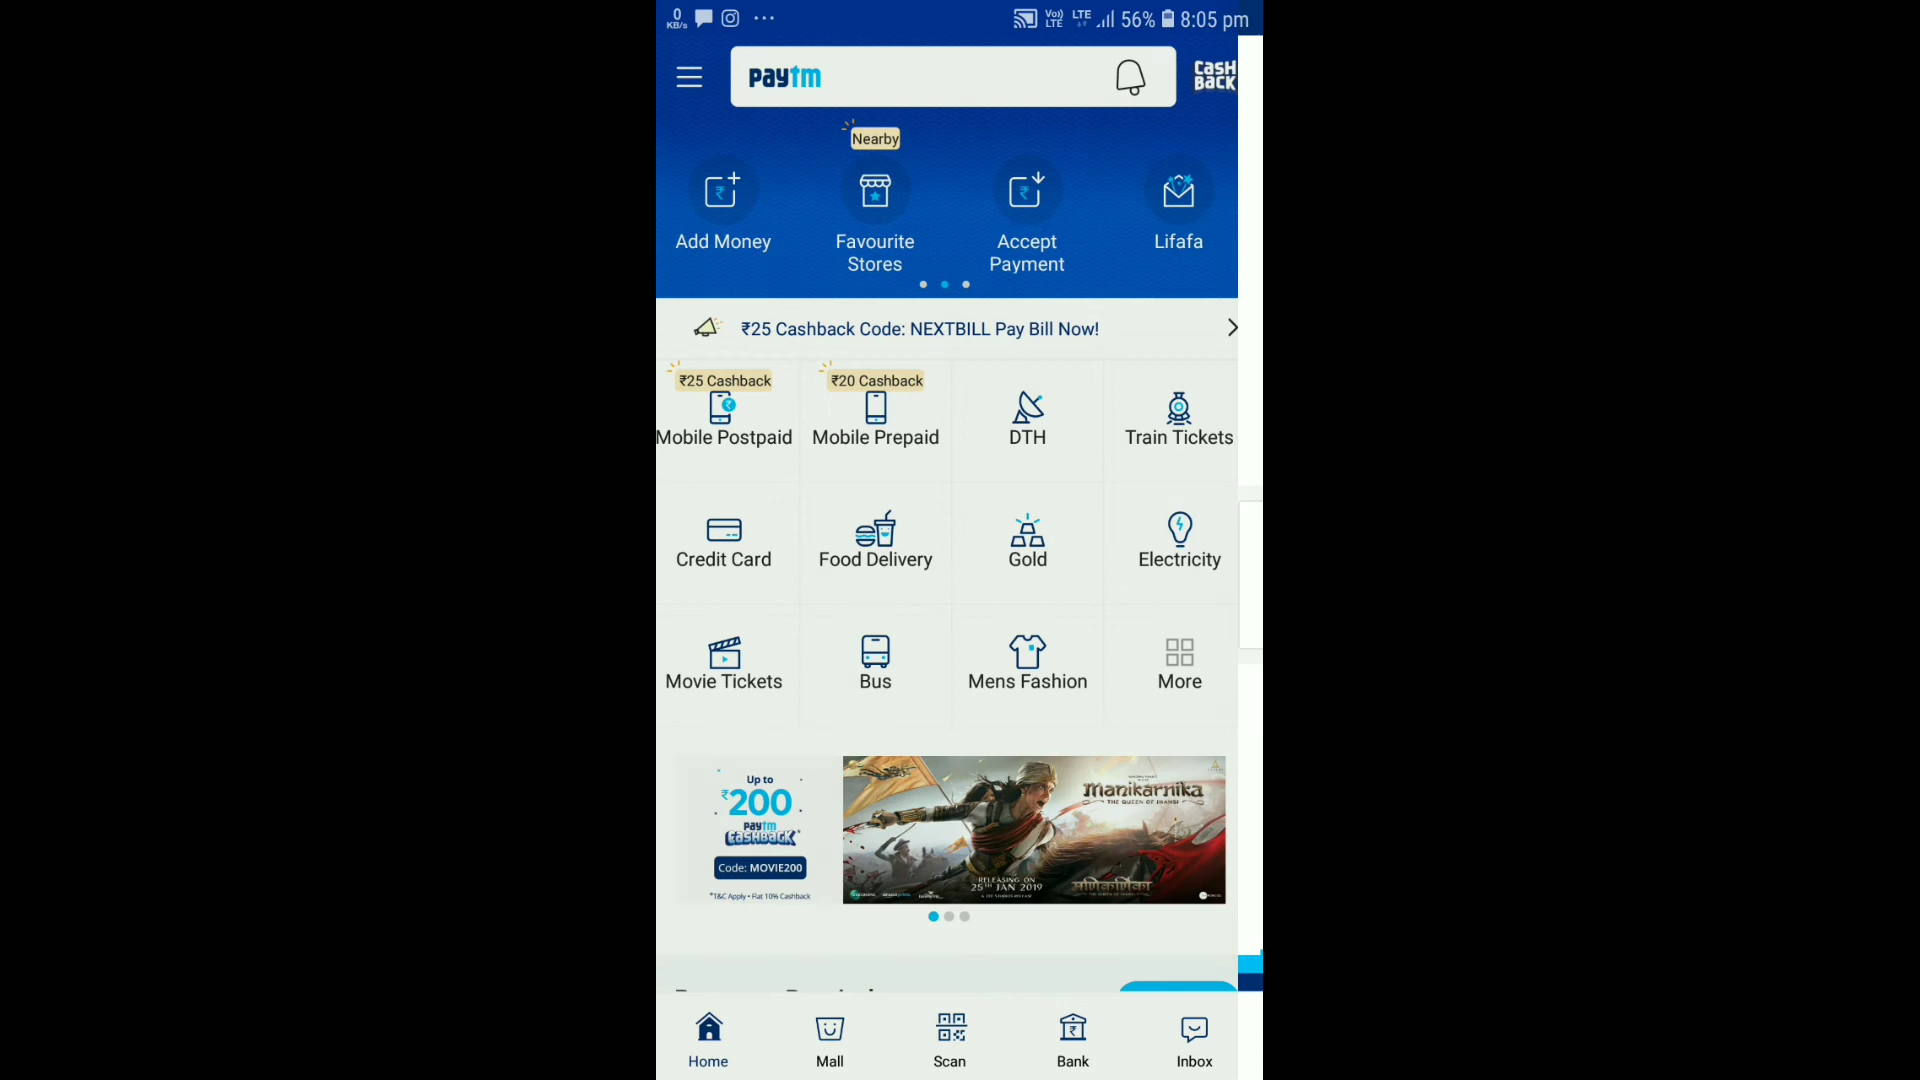 0
KB/s
Vo))
LTE
LTE
56%
8:05 pm
paytm
CASH
BACK
Nearby
Add Money
Favourite
Stores
Accept
Payment
Lifafa
₹25 Cashback Code: NEXTBILL Pay Bill Now!
₹25 Cashback
₹20 Cashback
Mobile Postpaid
Mobile Prepaid
DTH
Train Tickets
Credit Card
Food Delivery
Gold
Electricity
Movie Tickets
Bus
Mens Fashion
More
Up to
₹200
paytm
CASHBACK*
Code: MOVIE200
*T&C Apply • Flat 10% Cashback
Manikarnika
THE QUEEN OF JHANSI
RELEASING ON
25TH JAN 2019
मणिकर्णिका
Home
Mall
Scan
Bank
Inbox